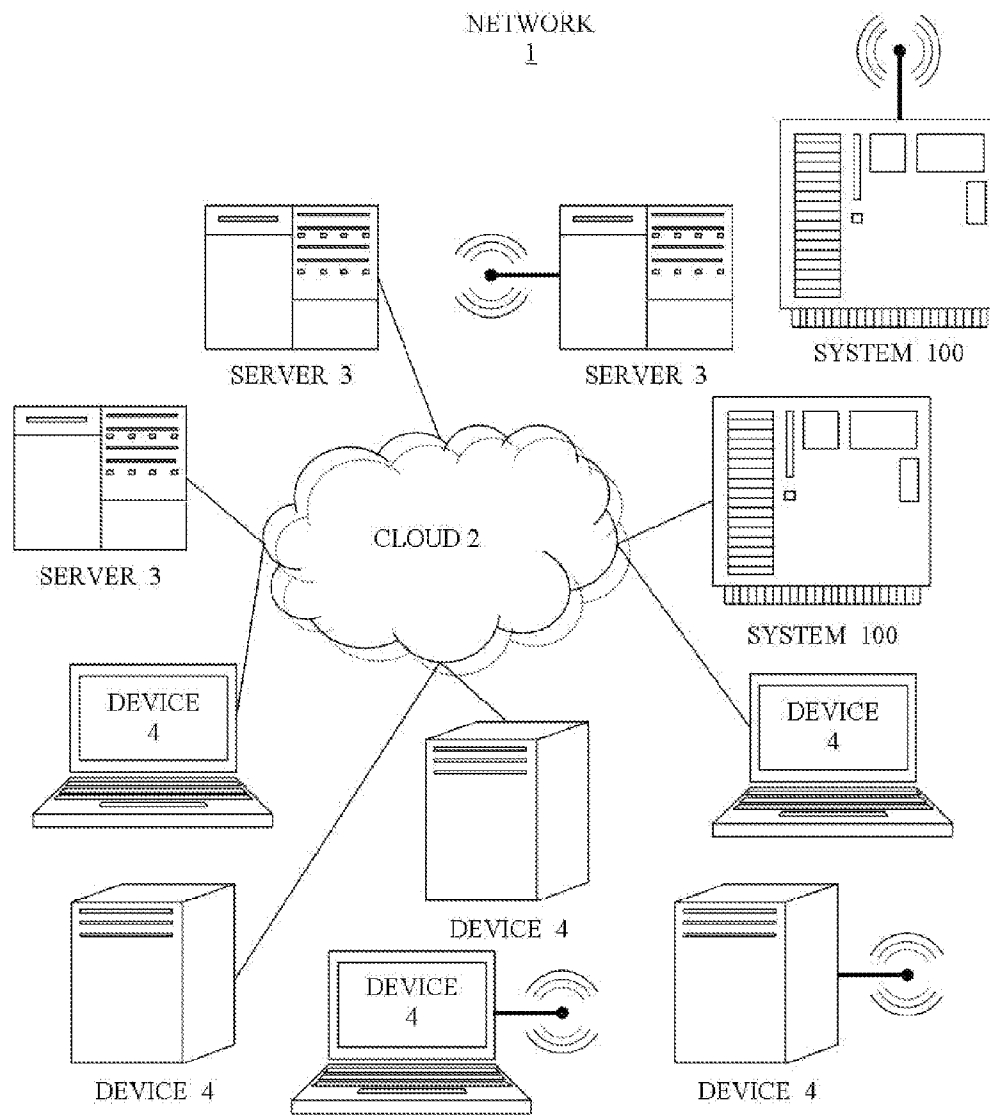 NETWORK
1
SYSTEM 100
SERVER 3
SERVER 3
CLOUD 2
SERVER 3
SYSTEM 100
DEVICE
4
DEVICE
4
DEVICE 4
DEVICE
4
DEVICE 4
DEVICE 4